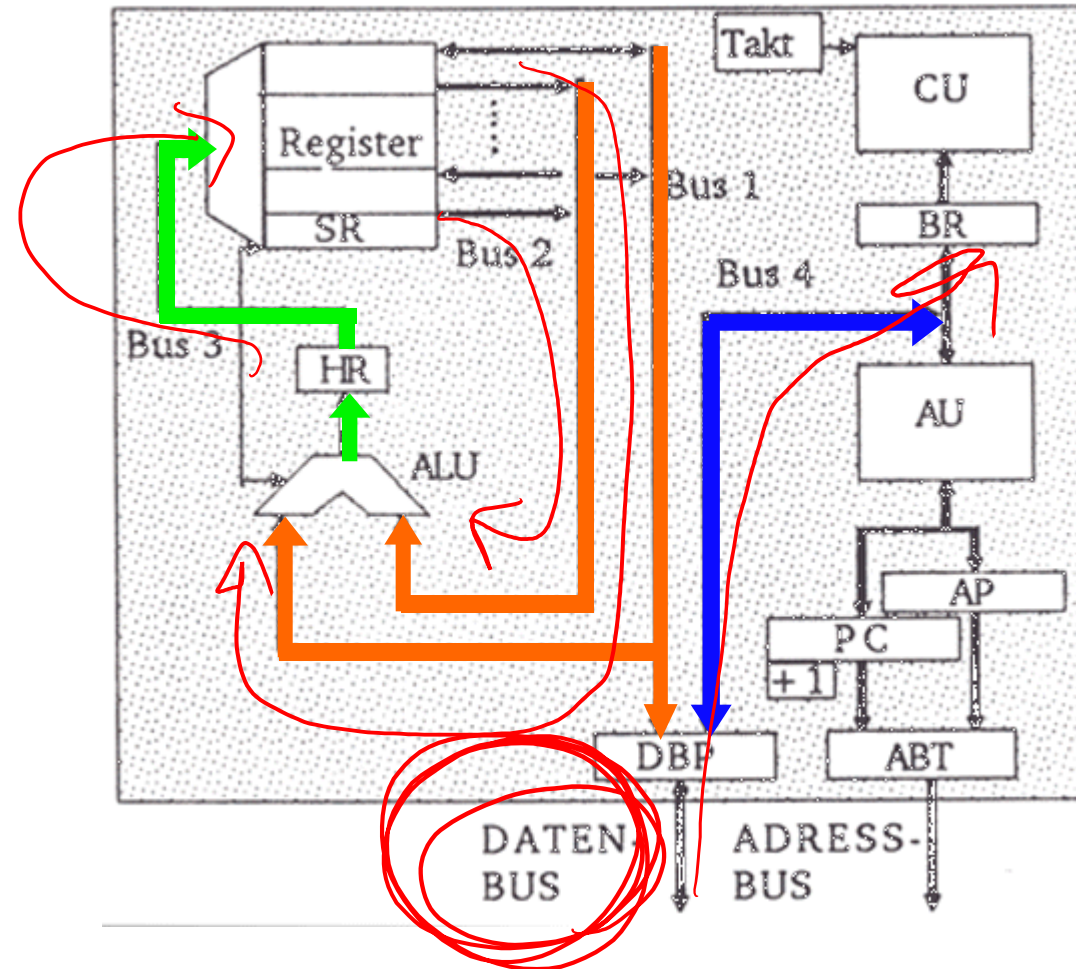 Takt
CU
Register
Bus 1
BR
SR
Bus 2
Bus 4
Bus 3
HR
AU
ALU
AP
PC
+1
DBP
ABT
DATEN-
BUS
ADRESS-
BUS